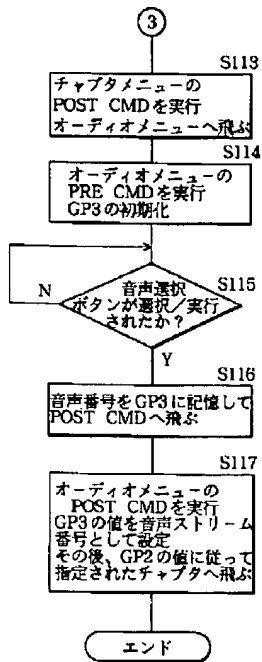 3
S113
チャプタメニューの
POST CMDを実行
オーディオメニューへ飛ぶ
S114
オーディオメニューの
PRE CMDを実行
GP3の初期化
S115
音声選択
ボタンが選択/実行
されたか?
N
Y
S116
音声番号をGP3に記憶して
POST CMDへ飛ぶ
S117
オーディオメニューの
POST CMDを実行
GP3の値を音声ストリーム
番号として設定
その後、GP2の値に従って
指定されたチャプタへ飛ぶ
エンド